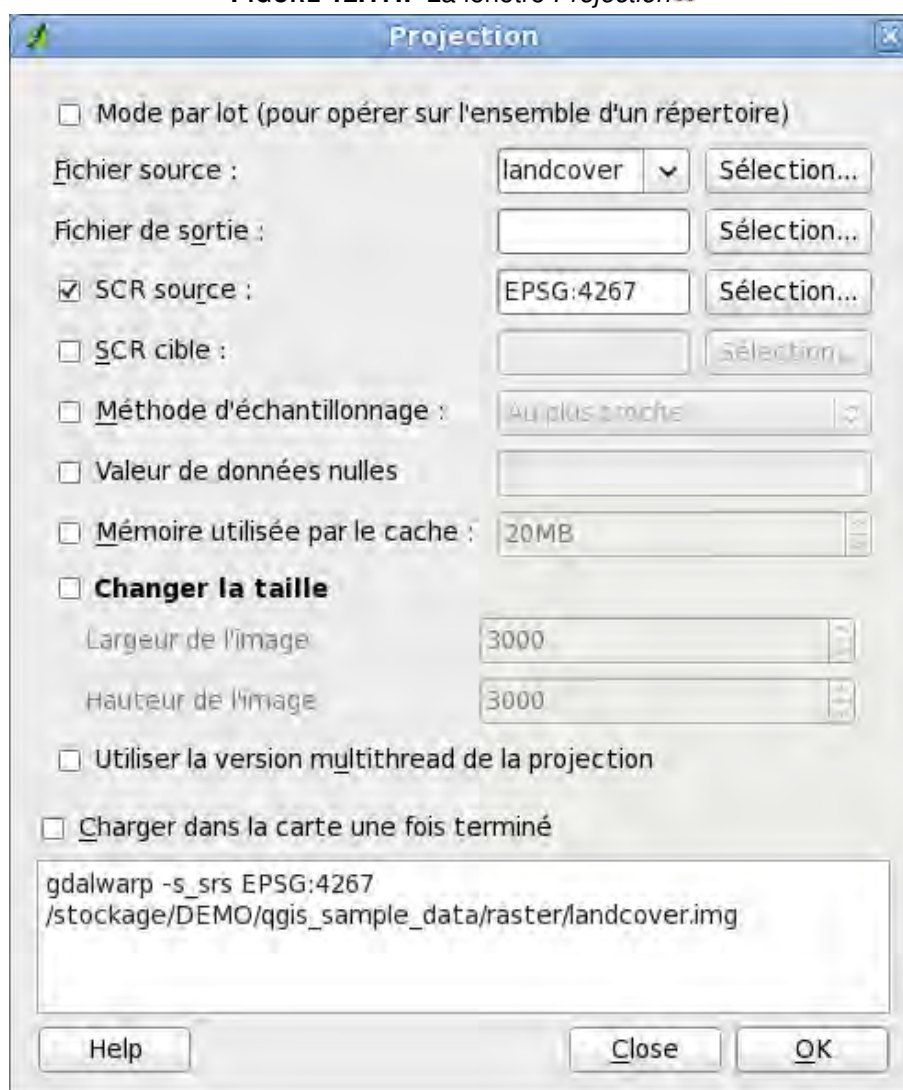 Projection
Mode par lot (pour opérer sur l'ensemble d'un répertoire)
Fichier source : landcover Sélection...
Fichier de sortie : Sélection...
SCR source : EPSG:4267 Sélection...
SCR cible : Sélection...
Méthode d'échantillonnage : Au plus proche
Valeur de données nulles
Mémoire utilisée par le cache : 20MB
Changer la taille
Largeur de l'image 3000
Hauteur de l'image 3000
Utiliser la version multithread de la projection
Charger dans la carte une fois terminé
gdalwarp -s_srs EPSG:4267
/stockage/DEMO/qgis_sample_data/raster/landcover.img
Help Close OK